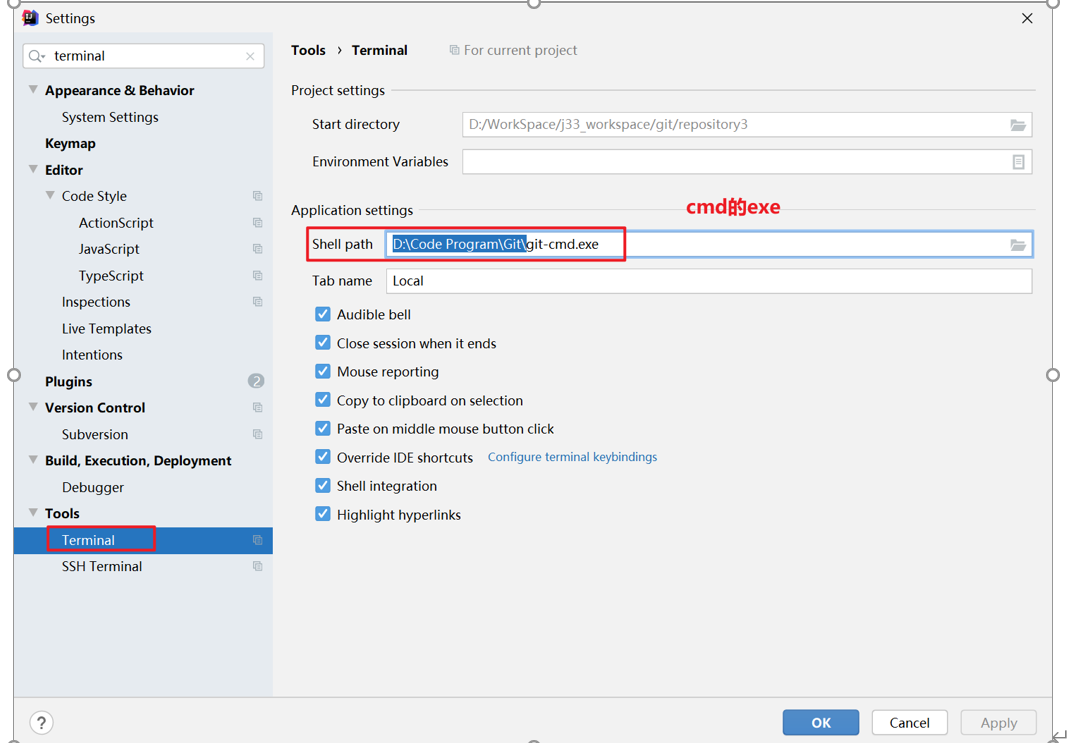 Settings
terminal
Appearance & Behavior
System Settings
Keymap
Editor
Code Style
ActionScript
JavaScript
TypeScript
Inspections
Live Templates
Intentions
Plugins
2
Version Control
Subversion
Build, Execution, Deployment
Debugger
Tools
Terminal
SSH Terminal
Tools › Terminal For current project
Project settings
Start directory D:/WorkSpace/j33_workspace/git/repository3
Environment Variables
Application settings
cmd的exe
Shell path D:\Code Program\Git\git-cmd.exe
Tab name Local
Audible bell
Close session when it ends
Mouse reporting
Copy to clipboard on selection
Paste on middle mouse button click
Override IDE shortcuts Configure terminal keybindings
Shell integration
Highlight hyperlinks
?
OK Cancel Apply